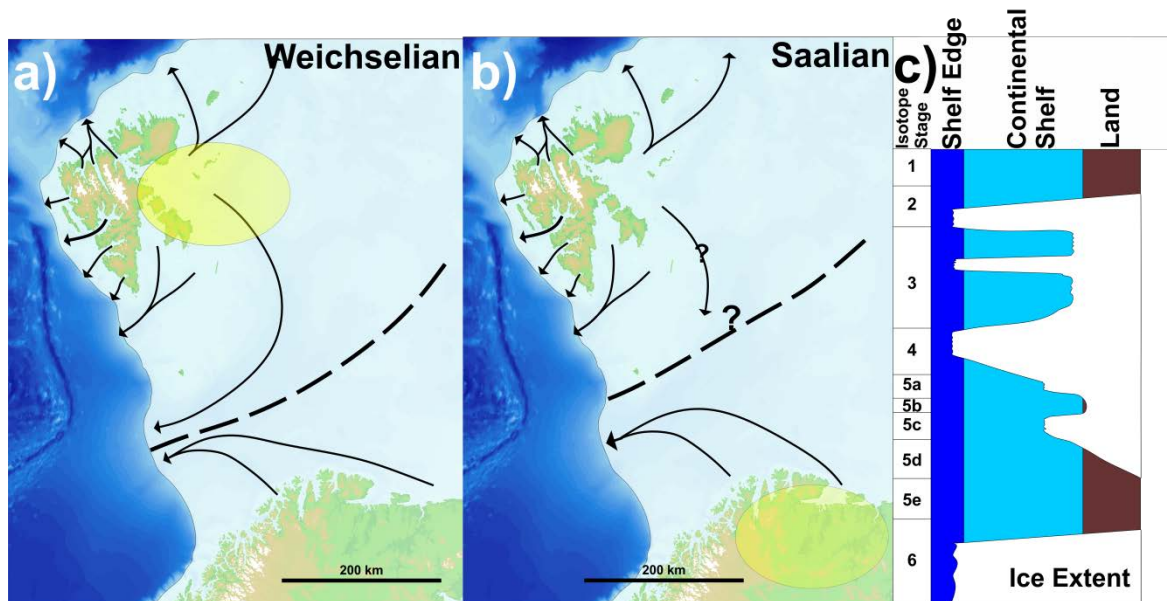 a)
Weichselian
200 km
b)
Saalian
?
?
200 km
c)
Isotope
Stage
Shelf Edge
Continental
Shelf
Land
1
2
3
4
5a
5b
5c
5d
5e
6
Ice Extent